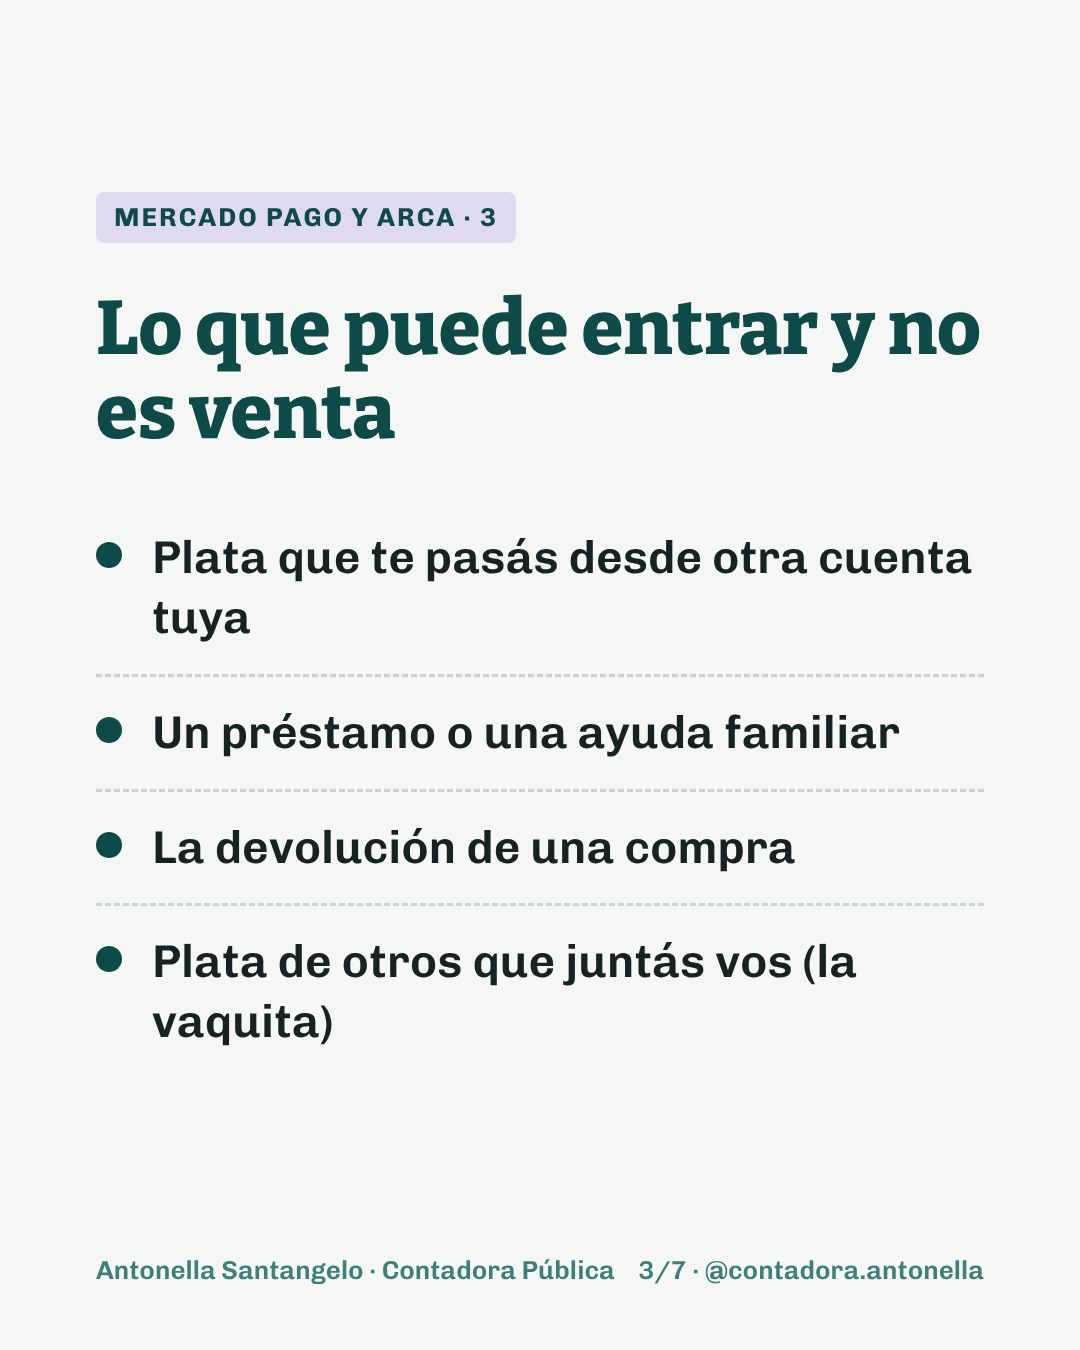 MERCADO PAGO Y ARCA · 3
Lo que puede entrar y no
es venta
Plata que te pasás desde otra cuenta
tuya
Un préstamo o una ayuda familiar
La devolución de una compra
Plata de otros que juntás vos (la
vaquita)
Antonella Santangelo · Contadora Pública 3/7 · @contadora.antonella